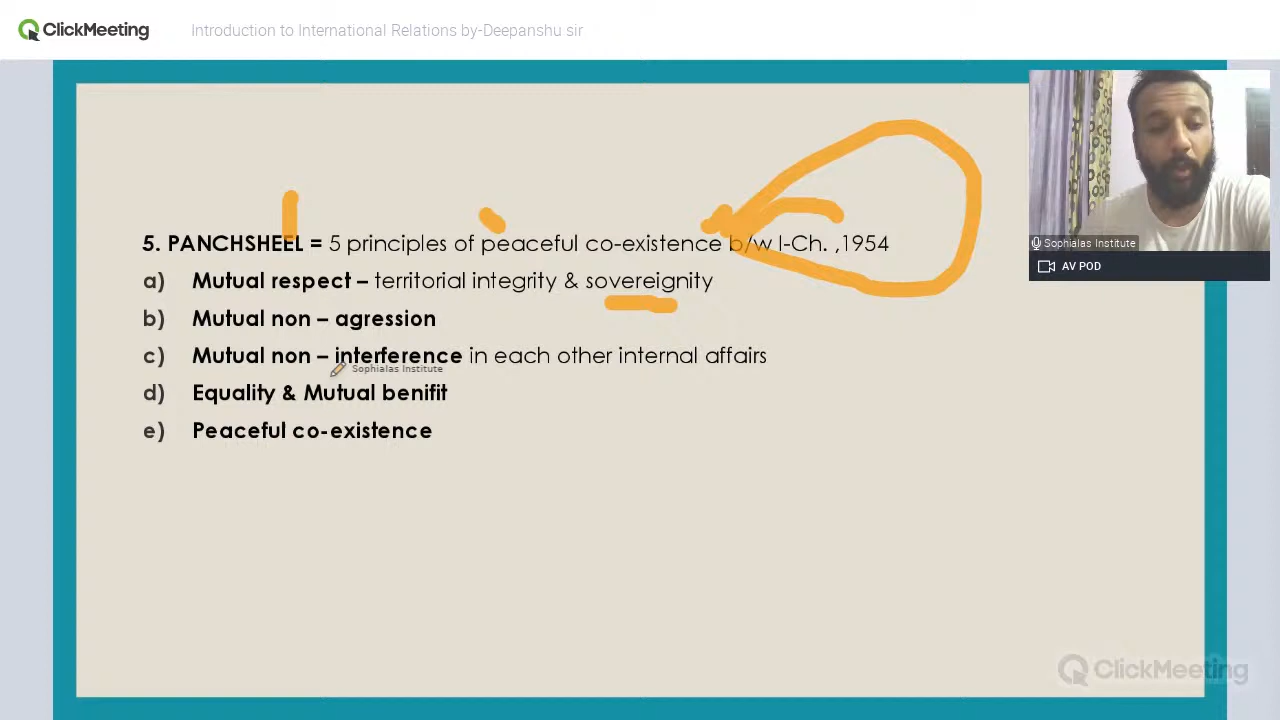 ClickMeeting
Introduction to International Relations by-Deepanshu sir
5. PANCHSHEEL = 5 principles of peaceful co-existence b/w I-Ch. ,1954
a) Mutual respect – territorial integrity & sovereignity
b) Mutual non – agression
c) Mutual non – interference in each other internal affairs
Sophialas Institute
d) Equality & Mutual benifit
e) Peaceful co-existence
Sophialas Institute
AV POD
ClickMeeting